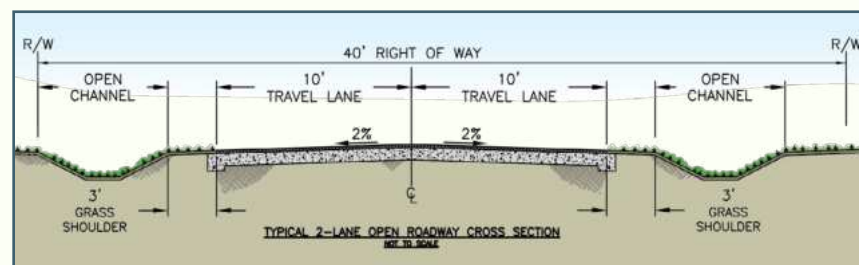 R/W
R/W
40' RIGHT OF WAY
OPEN
CHANNEL
10'
TRAVEL LANE
10'
TRAVEL LANE
OPEN
CHANNEL
2%
2%
3'
GRASS
SHOULDER
℄
3'
GRASS
SHOULDER
TYPICAL 2-LANE OPEN ROADWAY CROSS SECTION
NOT TO SCALE